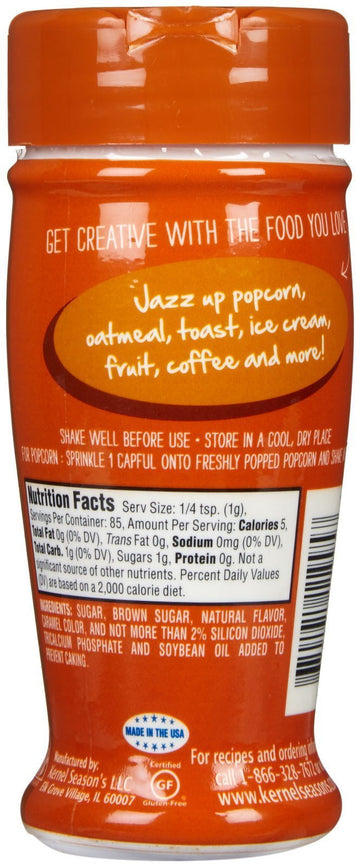 GET CREATIVE WITH THE FOOD YOU LOVE
Jazz up popcorn,
oatmeal, toast, ice cream,
fruit, coffee and more!
SHAKE WELL BEFORE USE • STORE IN A COOL, DRY PLACE
FOR POPCORN : SPRINKLE 1 CAPFUL ONTO FRESHLY POPPED POPCORN AND SHAKE
Nutrition Facts Serv Size: 1/4 tsp. (1g),
Servings Per Container: 85, Amount Per Serving: Calories 5,
Total Fat 0g (0% DV), Trans Fat 0g, Sodium 0mg (0% DV),
Total Carb. 1g (0% DV), Sugars 1g, Protein 0g. Not a
significant source of other nutrients. Percent Daily Values
(DV) are based on a 2,000 calorie diet.
INGREDIENTS: SUGAR, BROWN SUGAR, NATURAL FLAVOR,
CARAMEL COLOR, AND NOT MORE THAN 2% SILICON DIOXIDE,
TRICALCIUM PHOSPHATE AND SOYBEAN OIL ADDED TO
PREVENT CAKING.
MADE IN THE USA
Manufactured by:
Kernel Season's LLC
Elk Grove Village, IL 60007
Certified
GF
Gluten-Free
For recipes and ordering
call 1-866-328-7672
www.kernelseasons.